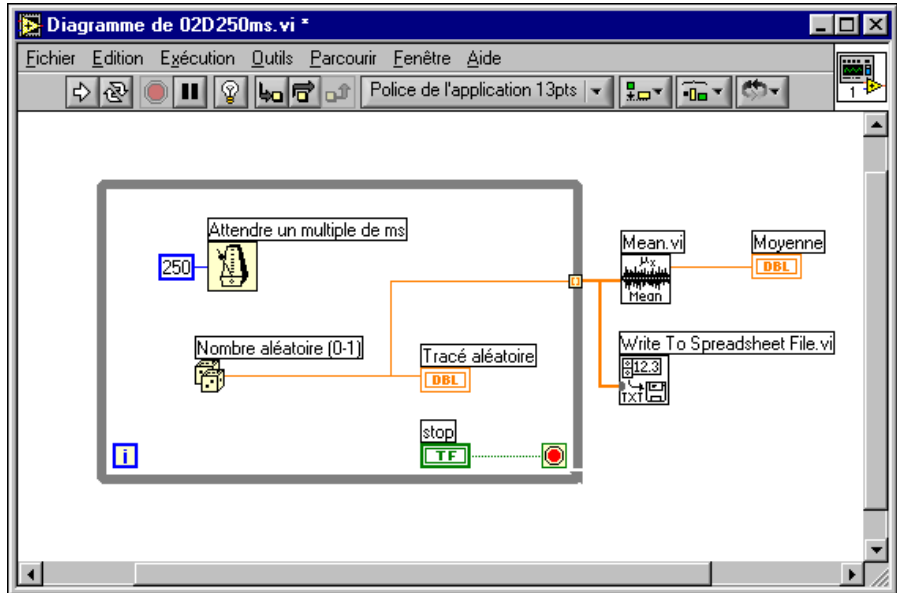 Diagramme de 02D250ms.vi *
Fichier Edition Exécution Outils Parcourir Fenêtre Aide
Police de l'application 13pts
1
Attendre un multiple de ms
250
Mean.vi
Moyenne
μx
Mean
DBL
Nombre aléatoire (0-1)
Tracé aléatoire
DBL
Write To Spreadsheet File.vi
12.3
TXT
stop
TF
i